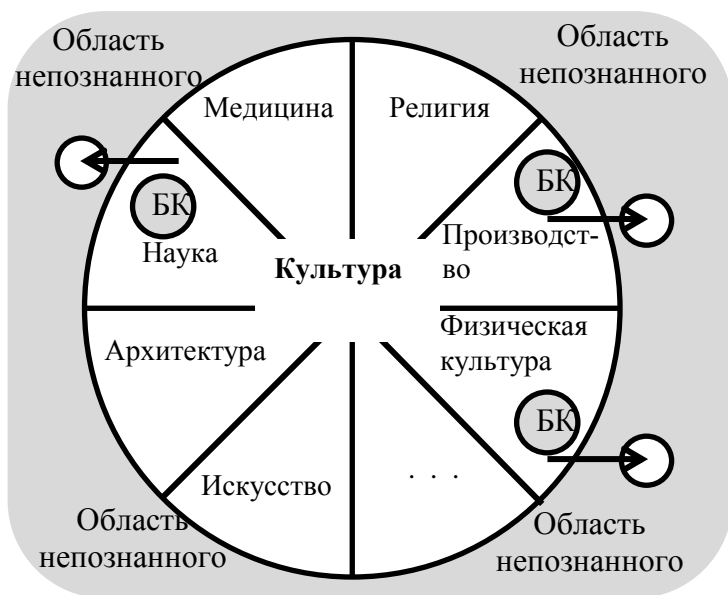 Область
непознанного
Область
непознанного
Медицина
Религия
БК
БК
Наука
Производст-
во
Культура
Архитектура
Физическая
культура
БК
Искусство
. . .
Область
непознанного
Область
непознанного